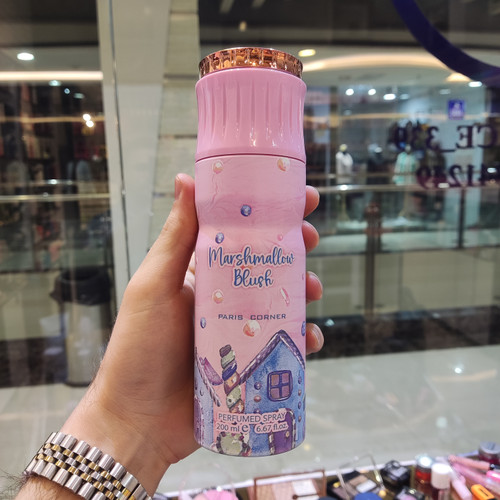 Marshmallow
Blush
PARIS CORNER
PERFUMED SPRAY
200 ml e 6.67 fl.oz.